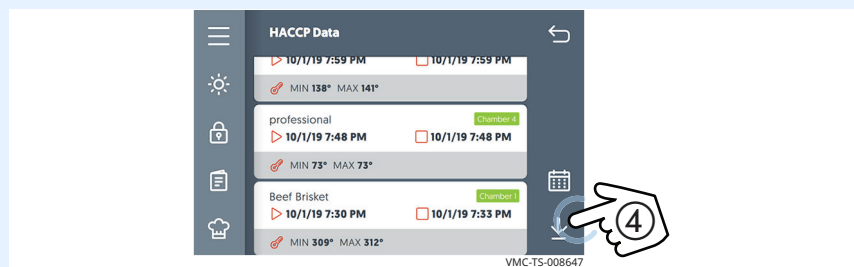 HACCP Data
10/1/19 7:59 PM 10/1/19 7:59 PM
MIN 138° MAX 141°
professional Chamber 4
10/1/19 7:48 PM 10/1/19 7:48 PM
MIN 73° MAX 73°
Beef Brisket Chamber 1
10/1/19 7:30 PM 10/1/19 7:33 PM
MIN 309° MAX 312°
4
VMC-TS-008647